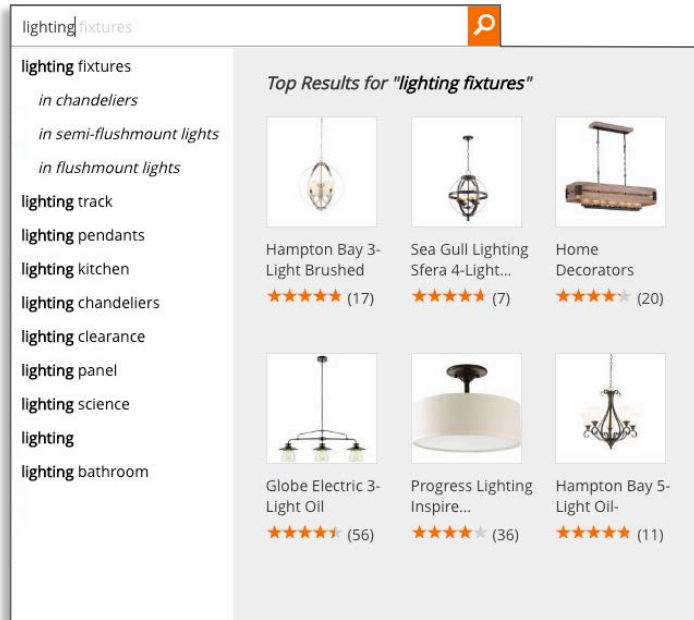 lighting fixtures
lighting fixtures
in chandeliers
in semi-flushmount lights
in flushmount lights
lighting track
lighting pendants
lighting kitchen
lighting chandeliers
lighting clearance
lighting panel
lighting science
lighting
lighting bathroom
Top Results for "lighting fixtures"
Hampton Bay 3-
Light Brushed
(17)
Sea Gull Lighting
Sfera 4-Light...
(7)
Home
Decorators
(20)
Globe Electric 3-
Light Oil
(56)
Progress Lighting
Inspire...
(36)
Hampton Bay 5-
Light Oil-
(11)